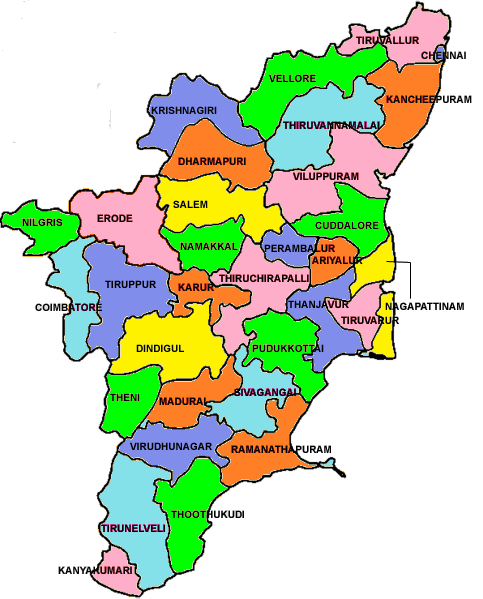 TIRUVALLUR
CHENNAI
VELLORE
KANCHEEPURAM
KRISHNAGIRI
THIRUVANNAMALAI
DHARMAPURI
VILUPPURAM
SALEM
ERODE
NILGRIS
CUDDALORE
NAMAKKAL
PERAMBALUR
ARIYALUR
THIRUCHIRAPALLI
TIRUPPUR
KARUR
COIMBATORE
THANJAVUR
NAGAPATTINAM
TIRUVARUR
DINDIGUL
PUDUKKOTTAI
SIVAGANGAI
THENI
MADURAI
VIRUDHUNAGAR
RAMANATHAPURAM
THOOTHUKUDI
TIRUNELVELI
KANYAKUMARI